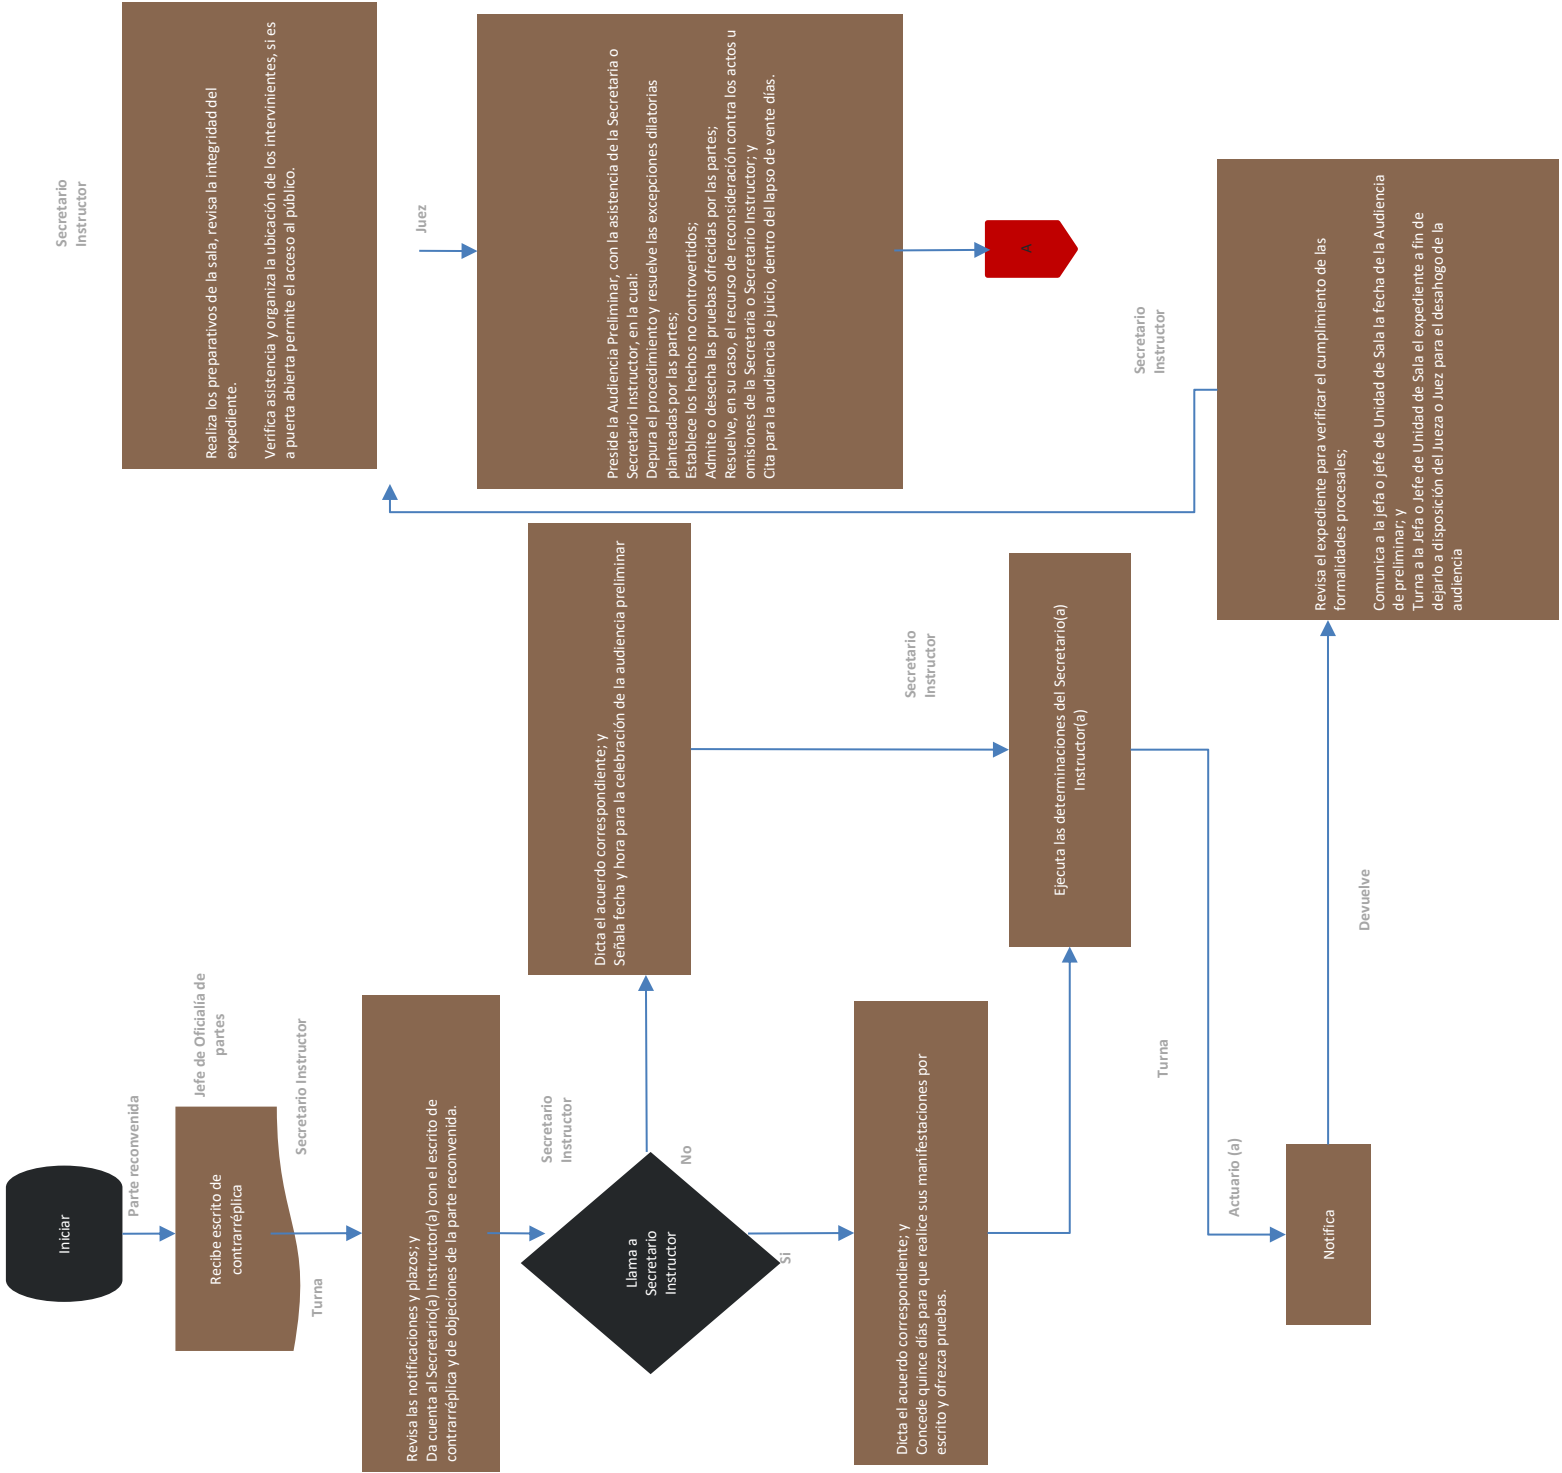 Iniciar
Parte reconvenida
Jefe de Oficialía de
partes
Recibe escrito de
contrarréplica
Turna
Secretario Instructor
Revisa las notificaciones y plazos; y
Da cuenta al Secretario(a) Instructor(a) con el escrito de
contrarréplica y de objeciones de la parte reconvenida.
Secretario
Instructor
Llama a
Secretario
Instructor
No
Si
Dicta el acuerdo correspondiente; y
Señala fecha y hora para la celebración de la audiencia preliminar
Dicta el acuerdo correspondiente; y
Concede quince días para que realice sus manifestaciones por
escrito y ofrezca pruebas.
Secretario
Instructor
Ejecuta las determinaciones del Secretario(a)
Instructor(a)
Turna
Actuario (a)
Notifica
Devuelve
Revisa el expediente para verificar el cumplimiento de las
formalidades procesales;
Comunica a la jefa o jefe de Unidad de Sala la fecha de la Audiencia
de preliminar; y
Turna a la Jefa o Jefe de Unidad de Sala el expediente a fin de
dejarlo a disposición del Jueza o Juez para el desahogo de la
audiencia
Secretario
Instructor
Secretario
Instructor
Realiza los preparativos de la sala, revisa la integridad del
expediente.
Verifica asistencia y organiza la ubicación de los intervinientes, si es
a puerta abierta permite el acceso al público.
Juez
Preside la Audiencia Preliminar, con la asistencia de la Secretaria o
Secretario Instructor, en la cual:
Depura el procedimiento y resuelve las excepciones dilatorias
planteadas por las partes;
Establece los hechos no controvertidos;
Admite o desecha las pruebas ofrecidas por las partes;
Resuelve, en su caso, el recurso de reconsideración contra los actos u
omisiones de la Secretaria o Secretario Instructor; y
Cita para la audiencia de juicio, dentro del lapso de vente días.
A